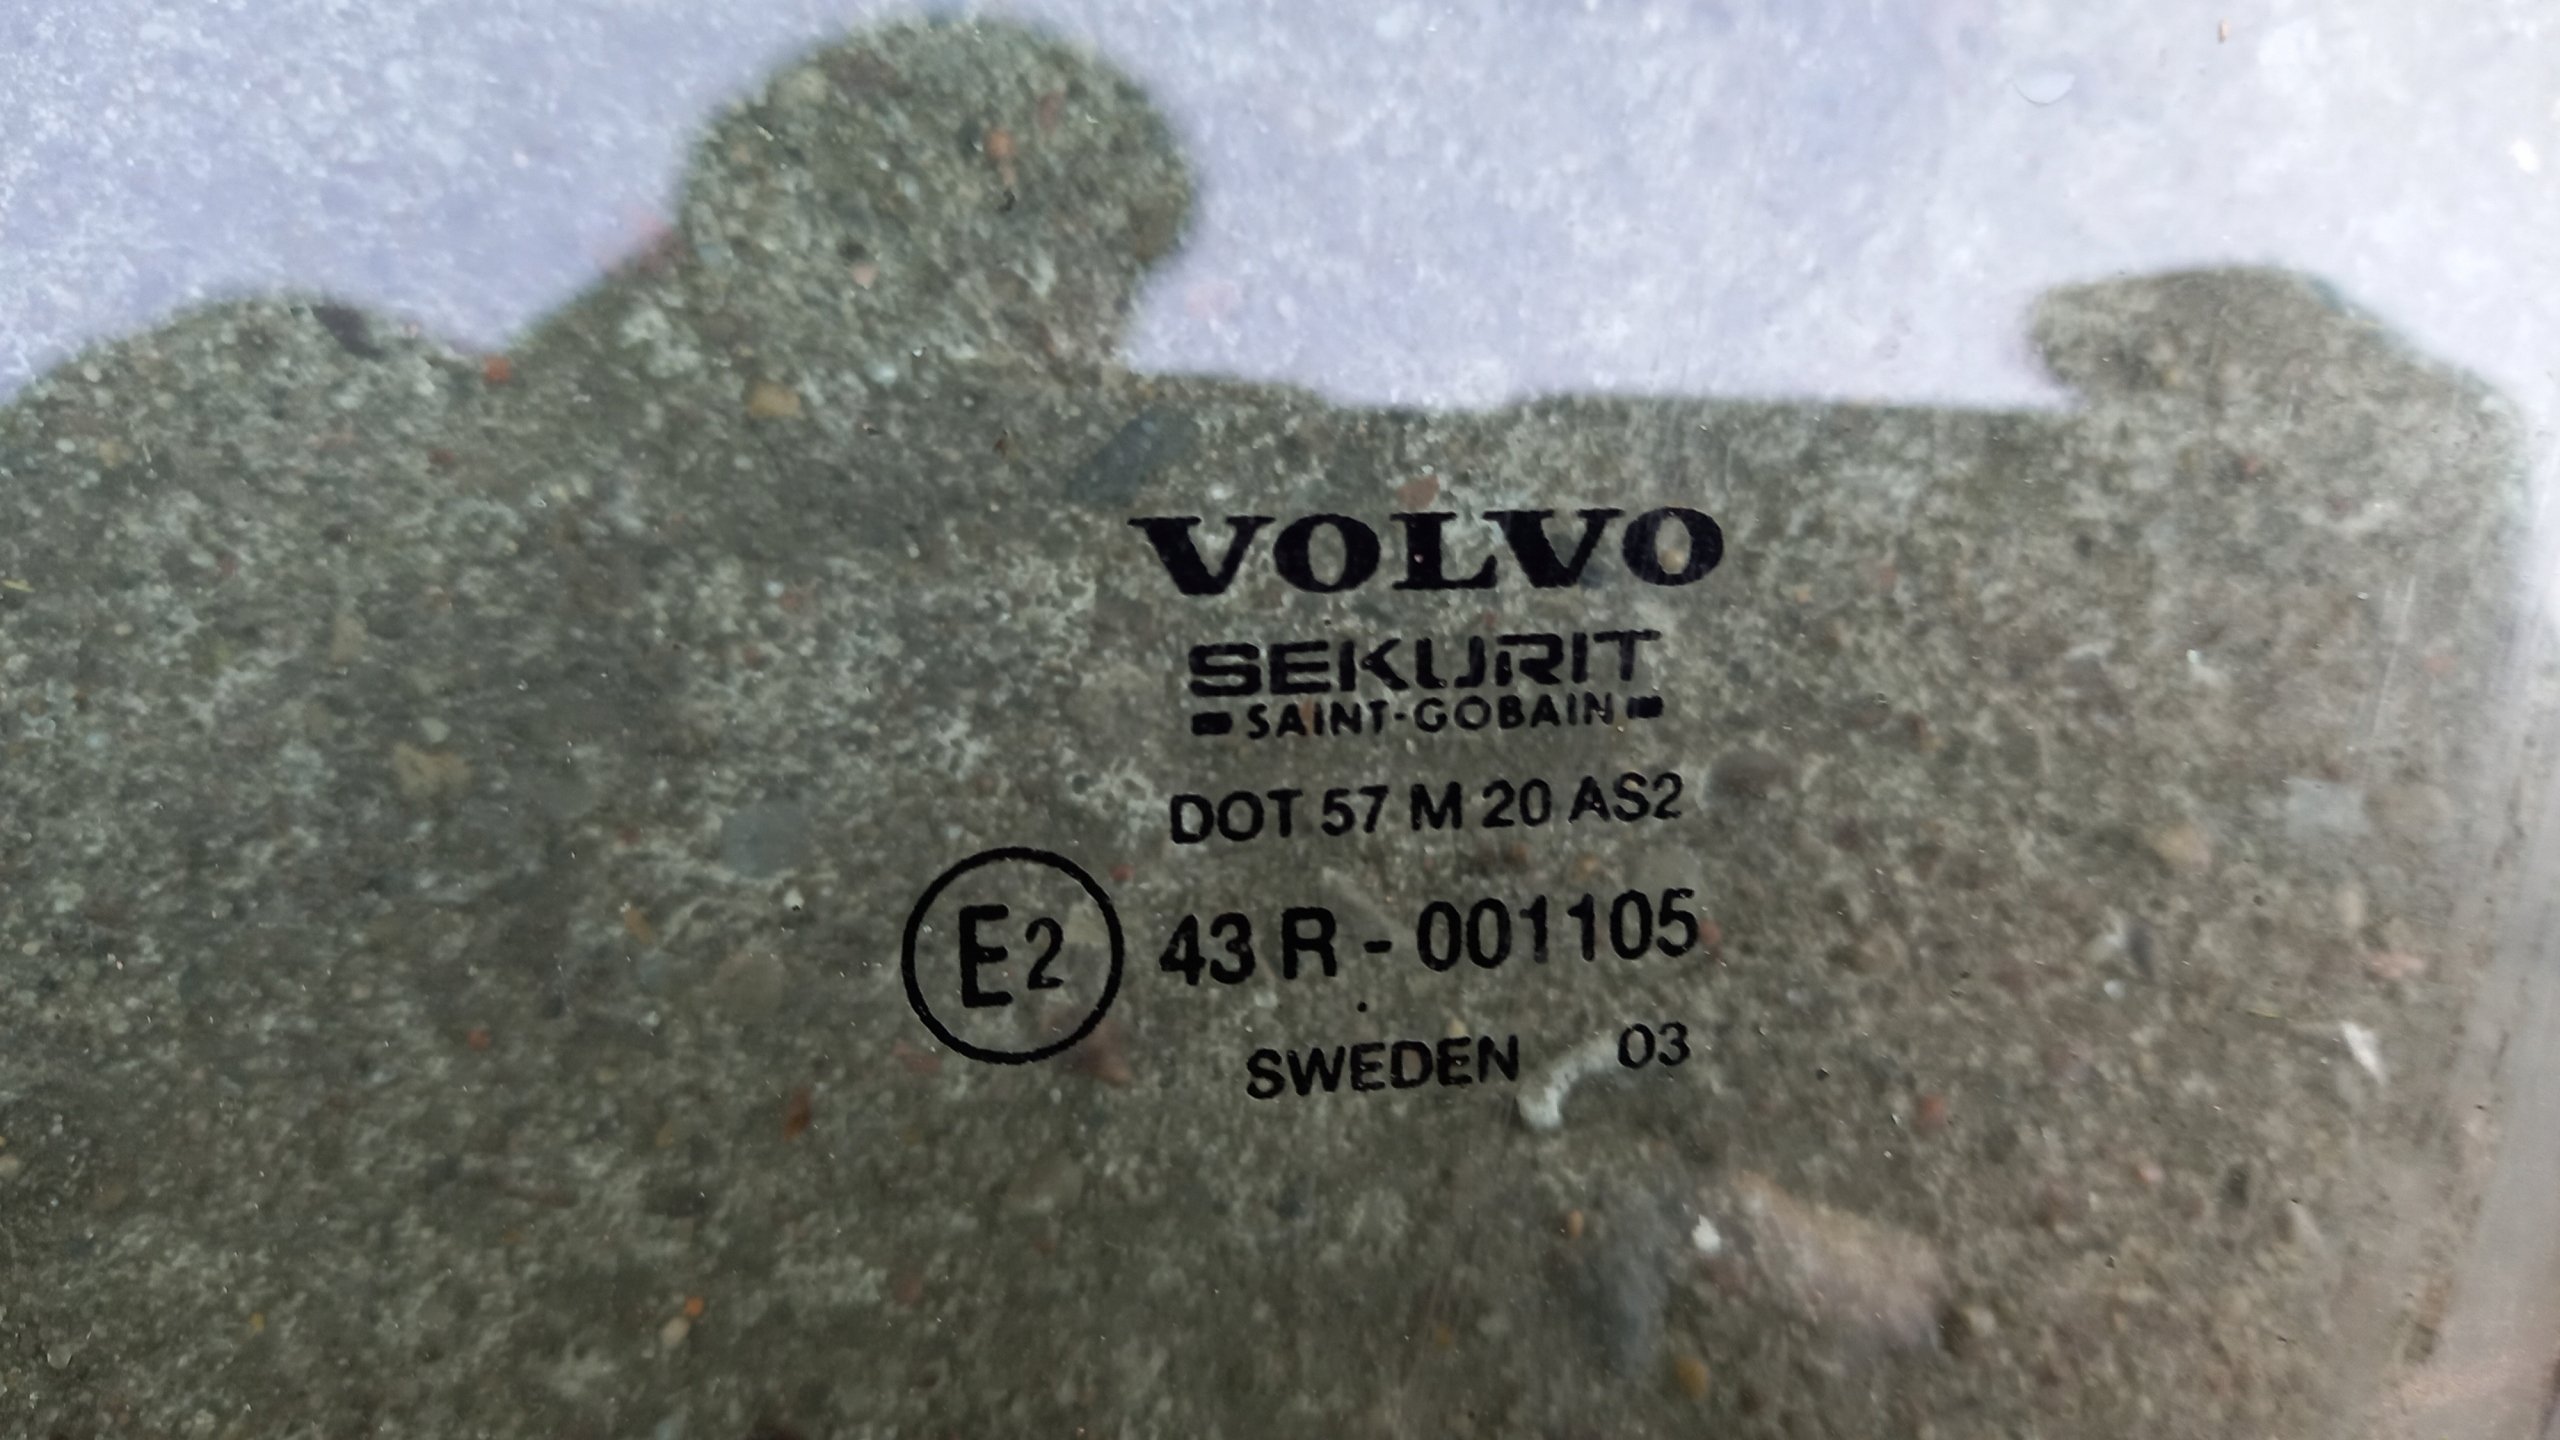 VOLVO
SEKURIT
SAINT-GOBAIN
DOT 57 M 20 AS2
E2 43 R - 001105
SWEDEN 03